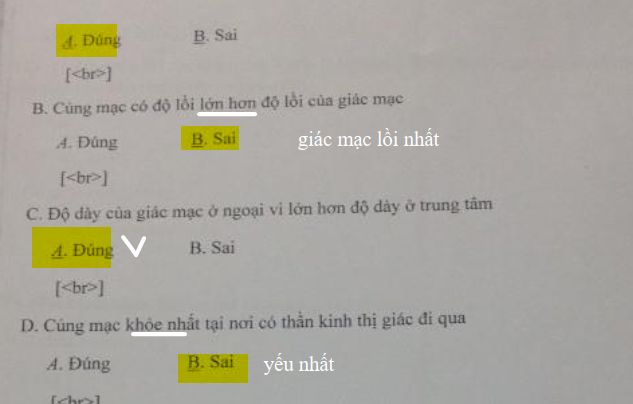 A. Đúng B. Sai
[<br>]
B. Củng mạc có độ lồi lớn hơn độ lồi của giác mạc
A. Đúng B. Sai giác mạc lồi nhất
[<br>]
C. Độ dày của giác mạc ở ngoại vi lớn hơn độ dày ở trung tâm
A. Đúng B. Sai
[<br>]
D. Củng mạc khỏe nhất tại nơi có thần kinh thị giác đi qua
A. Đúng B. Sai yếu nhất
[<br>]